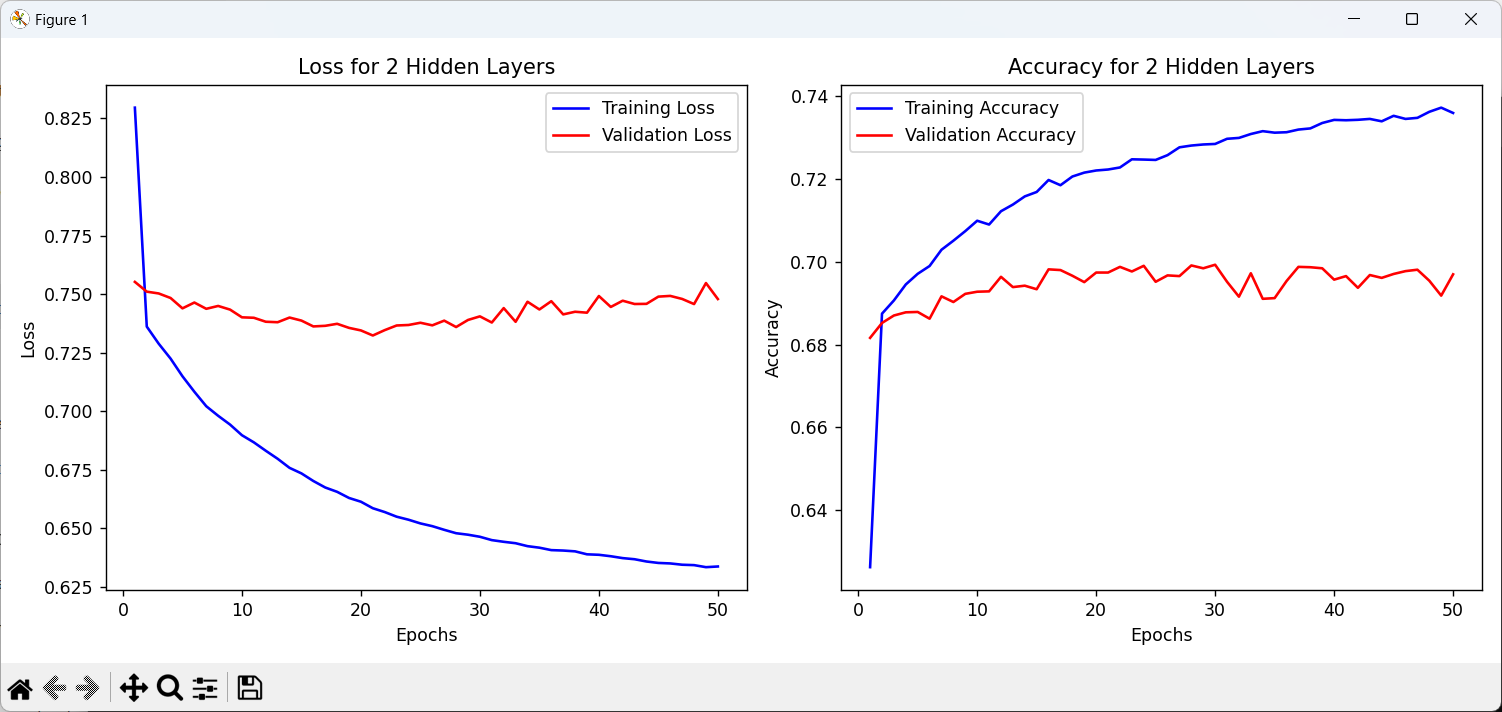 Figure 1
Loss for 2 Hidden Layers
Training Loss
Validation Loss
0.825
0.800
0.775
0.750
0.725
0.700
0.675
0.650
0.625
Loss
0 10 20 30 40 50
Epochs
Accuracy for 2 Hidden Layers
Training Accuracy
Validation Accuracy
0.74
0.72
0.70
0.68
0.66
0.64
Accuracy
0 10 20 30 40 50
Epochs